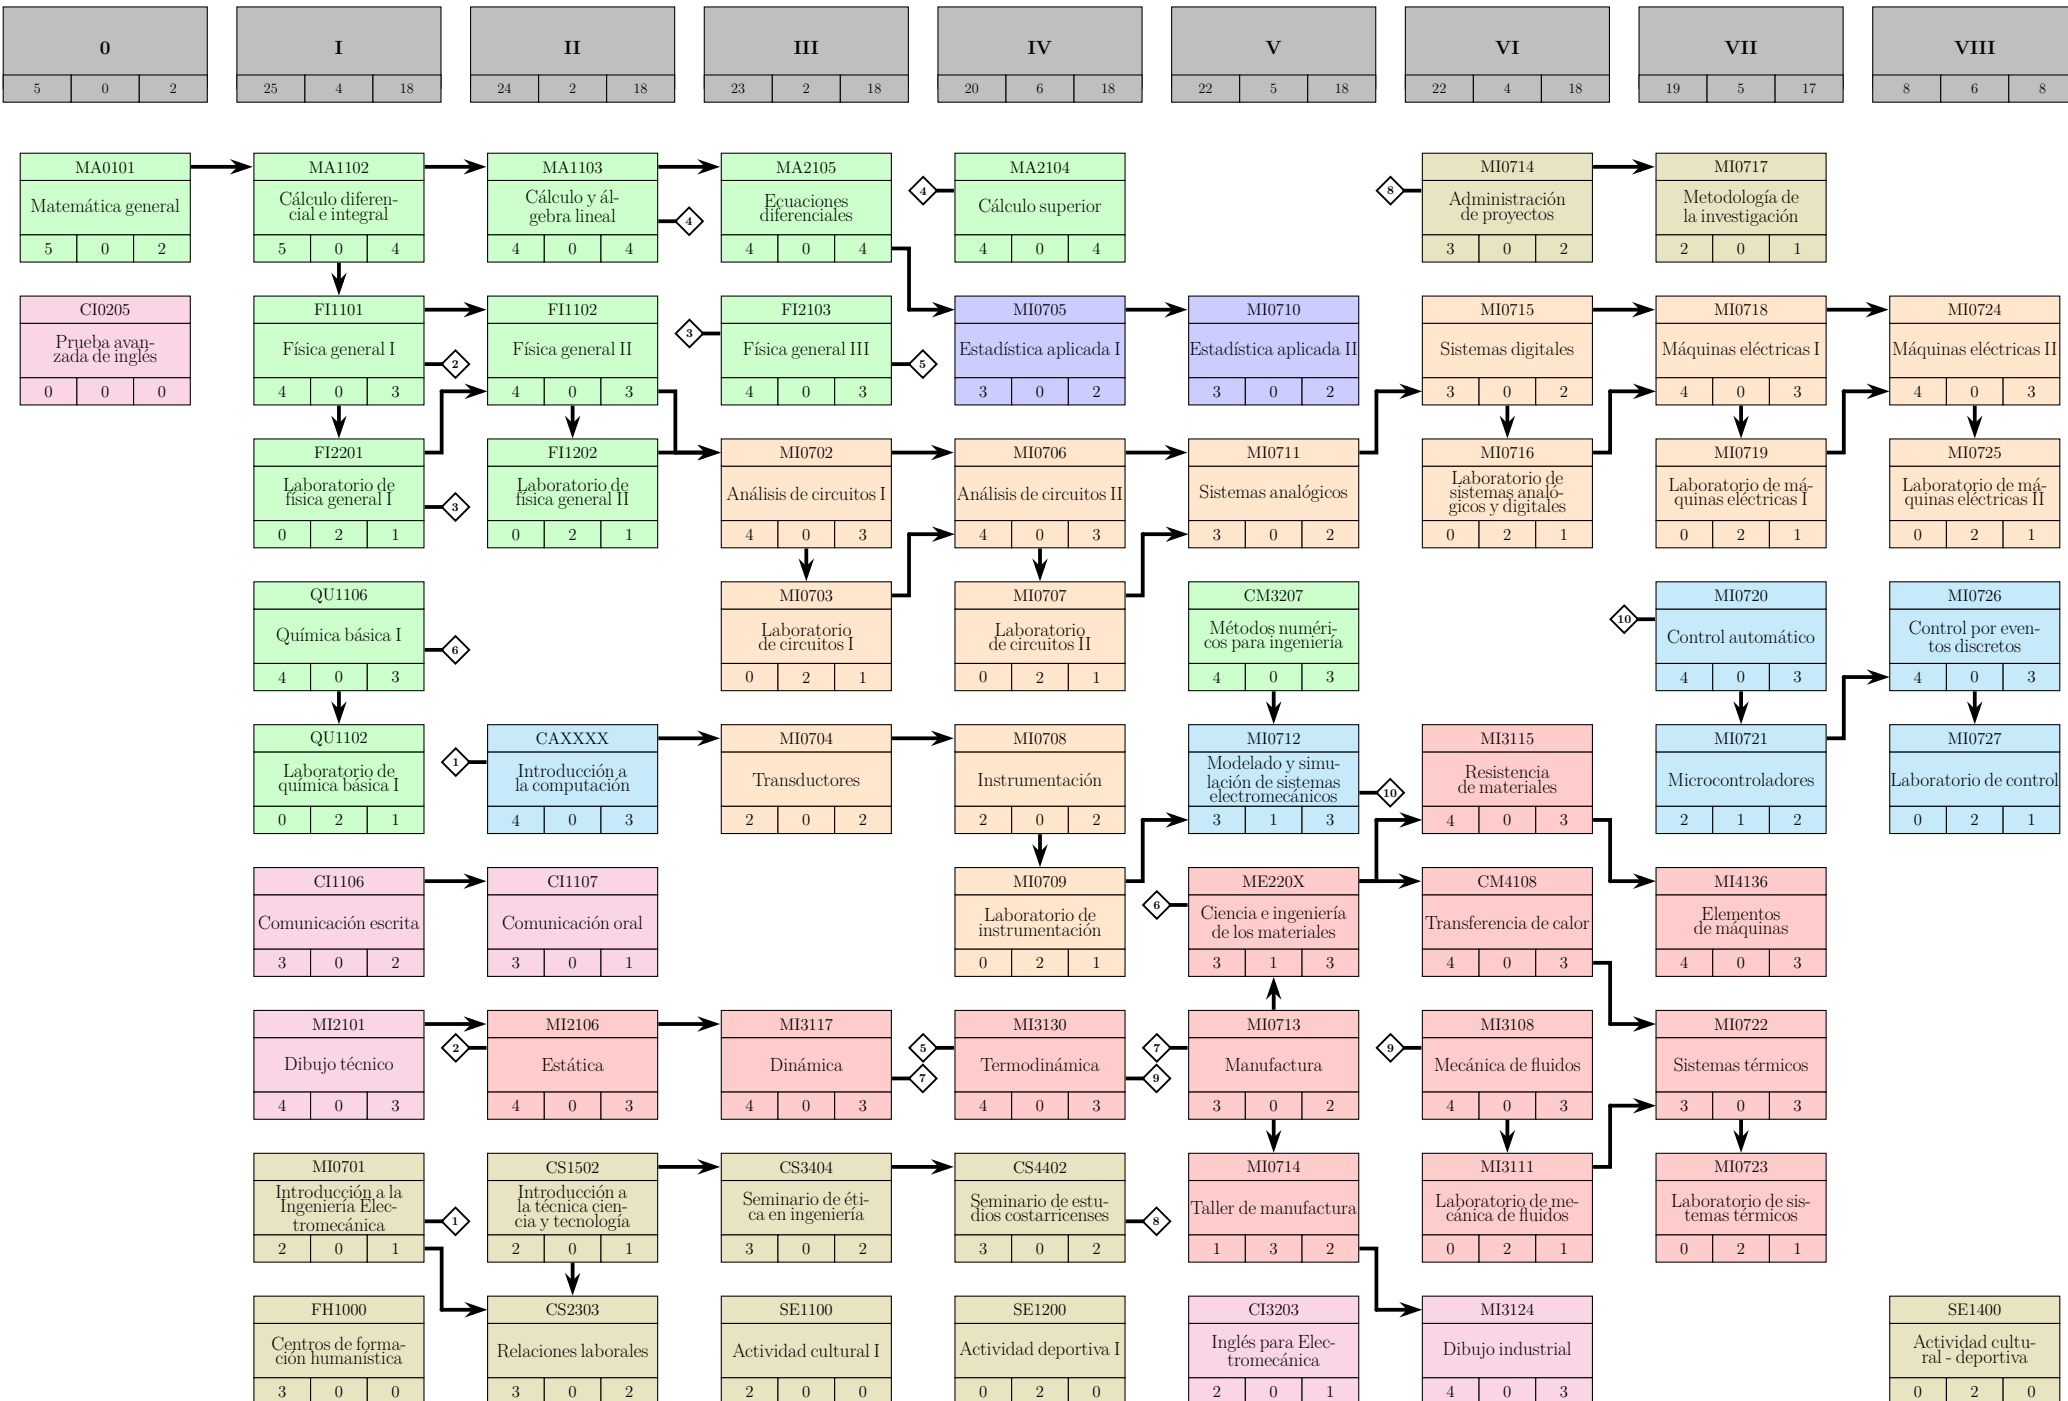 0 I II III IV V VI VII VIII
5 0 2 25 4 18 24 2 18 23 2 18 20 6 18 22 5 18 22 4 18 19 5 17 8 6 8
MA0101
Matemática general
5 0 2
MA1102
Cálculo diferen-
cial e integral
5 0 4
MA1103
Cálculo y ál-
gebra lineal
4
4 0 4
MA2105
Ecuaciones
diferenciales
4 0 4
4
MA2104
Cálculo superior
4 0 4
8
MI0714
Administración
de proyectos
3 0 2
MI0717
Metodología de
la investigación
2 0 1
CI0205
Prueba avan-
zada de inglés
0 0 0
FI1101
Física general I
2
4 0 3
FI1102
Física general II
4 0 3
3
FI2103
Física general III
5
4 0 3
MI0705
Estadística aplicada I
3 0 2
MI0710
Estadística aplicada II
3 0 2
MI0715
Sistemas digitales
3 0 2
MI0718
Máquinas eléctricas I
4 0 3
MI0724
Máquinas eléctricas II
4 0 3
FI2201
Laboratorio de
física general I
3
0 2 1
FI1202
Laboratorio de
física general II
0 2 1
MI0702
Análisis de circuitos I
4 0 3
MI0706
Análisis de circuitos II
4 0 3
MI0711
Sistemas analógicos
3 0 2
MI0716
Laboratorio de
sistemas analó-
gicos y digitales
0 2 1
MI0719
Laboratorio de má-
quinas eléctricas I
0 2 1
MI0725
Laboratorio de má-
quinas eléctricas II
0 2 1
QU1106
Química básica I
6
4 0 3
MI0703
Laboratorio
de circuitos I
0 2 1
MI0707
Laboratorio
de circuitos II
0 2 1
CM3207
Métodos numéri-
cos para ingeniería
4 0 3
10
MI0720
Control automático
4 0 3
MI0726
Control por even-
tos discretos
4 0 3
QU1102
Laboratorio de
química básica I
0 2 1
1
CAXXXX
Introducción a
la computación
4 0 3
MI0704
Transductores
2 0 2
MI0708
Instrumentación
2 0 2
MI0712
Modelado y simu-
lación de sistemas
electromecánicos
10
3 1 3
MI3115
Resistencia
de materiales
4 0 3
MI0721
Microcontroladores
2 1 2
MI0727
Laboratorio de control
0 2 1
CI1106
Comunicación escrita
3 0 2
CI1107
Comunicación oral
3 0 1
MI0709
Laboratorio de
instrumentación
0 2 1
6
ME220X
Ciencia e ingeniería
de los materiales
3 1 3
CM4108
Transferencia de calor
4 0 3
MI4136
Elementos
de máquinas
4 0 3
MI2101
Dibujo técnico
4 0 3
2
MI2106
Estática
4 0 3
MI3117
Dinámica
7
4 0 3
5
MI3130
Termodinámica
9
4 0 3
7
MI0713
Manufactura
3 0 2
9
MI3108
Mecánica de fluidos
4 0 3
MI0722
Sistemas térmicos
3 0 3
MI0701
Introducción a la
Ingeniería Elec-
tromecánica
1
2 0 1
CS1502
Introducción a
la técnica cien-
cia y tecnología
2 0 1
CS3404
Seminario de éti-
ca en ingeniería
3 0 2
CS4402
Seminario de estu-
dios costarricenses
8
3 0 2
MI0714
Taller de manufactura
1 3 2
MI3111
Laboratorio de me-
cánica de fluidos
0 2 1
MI0723
Laboratorio de sis-
temas térmicos
0 2 1
FH1000
Centros de forma-
ción humanística
3 0 0
CS2303
Relaciones laborales
3 0 2
SE1100
Actividad cultural I
2 0 0
SE1200
Actividad deportiva I
0 2 0
CI3203
Inglés para Elec-
tromecánica
2 0 1
MI3124
Dibujo industrial
4 0 3
SE1400
Actividad cultu-
ral - deportiva
0 2 0